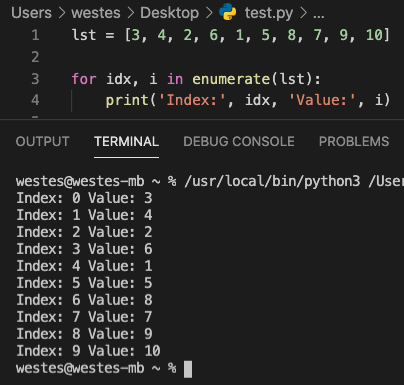 Users > westes > Desktop > test.py > ...
1 lst = [3, 4, 2, 6, 1, 5, 8, 7, 9, 10]
2
3 for idx, i in enumerate(lst):
4 print('Index:', idx, 'Value:', i)
OUTPUT TERMINAL DEBUG CONSOLE PROBLEMS
westes@westes-mb ~ % /usr/local/bin/python3 /User
Index: 0 Value: 3
Index: 1 Value: 4
Index: 2 Value: 2
Index: 3 Value: 6
Index: 4 Value: 1
Index: 5 Value: 5
Index: 6 Value: 8
Index: 7 Value: 7
Index: 8 Value: 9
Index: 9 Value: 10
westes@westes-mb ~ %